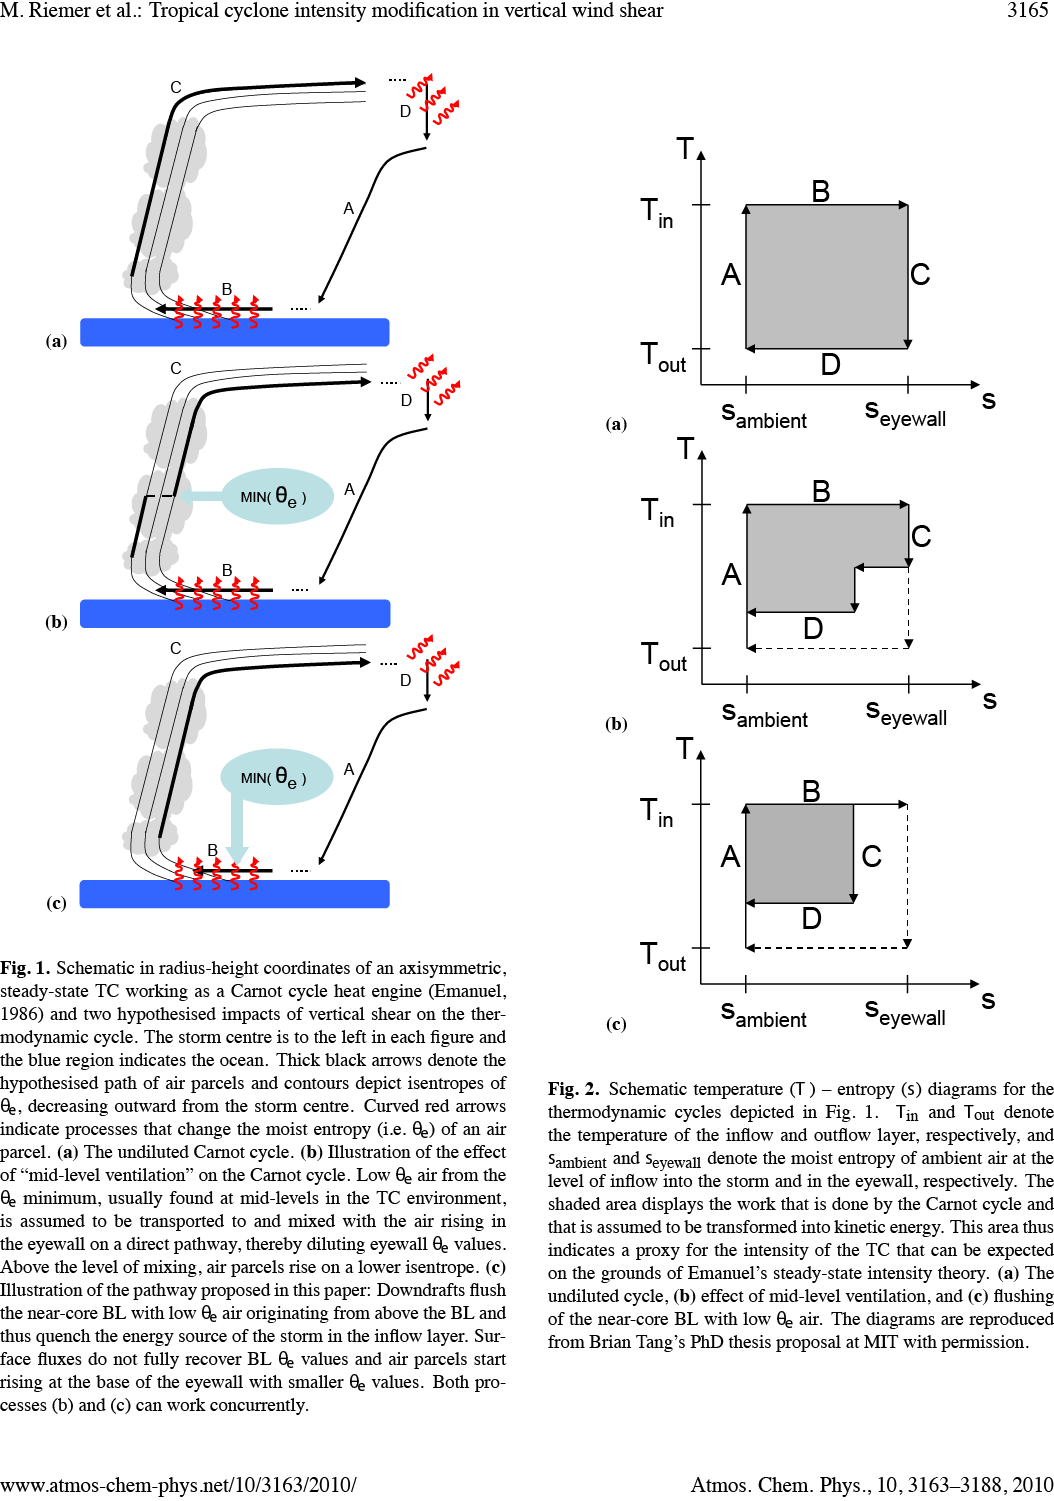 M. Riemer et al.: Tropical cyclone intensity modification in vertical wind shear 3165
C
D
A
B
(a)
C
D
MIN( θe )
A
B
(b)
C
D
MIN( θe )
A
B
(c)
Fig. 1. Schematic in radius-height coordinates of an axisymmetric,
steady-state TC working as a Carnot cycle heat engine (Emanuel,
1986) and two hypothesised impacts of vertical shear on the ther-
modynamic cycle. The storm centre is to the left in each figure and
the blue region indicates the ocean. Thick black arrows denote the
hypothesised path of air parcels and contours depict isentropes of
θe, decreasing outward from the storm centre. Curved red arrows
indicate processes that change the moist entropy (i.e. θe) of an air
parcel. (a) The undiluted Carnot cycle. (b) Illustration of the effect
of “mid-level ventilation” on the Carnot cycle. Low θe air from the
θe minimum, usually found at mid-levels in the TC environment,
is assumed to be transported to and mixed with the air rising in
the eyewall on a direct pathway, thereby diluting eyewall θe values.
Above the level of mixing, air parcels rise on a lower isentrope. (c)
Illustration of the pathway proposed in this paper: Downdrafts flush
the near-core BL with low θe air originating from above the BL and
thus quench the energy source of the storm in the inflow layer. Sur-
face fluxes do not fully recover BL θe values and air parcels start
rising at the base of the eyewall with smaller θe values. Both pro-
cesses (b) and (c) can work concurrently.
T
Tin
B
A
C
Tout
D
s
sambient seyewall
(a)
T
Tin
B
C
A
D
Tout
s
sambient seyewall
(b)
T
Tin
B
A
C
D
Tout
s
sambient seyewall
(c)
Fig. 2. Schematic temperature (T) – entropy (s) diagrams for the
thermodynamic cycles depicted in Fig. 1. Tin and Tout denote
the temperature of the inflow and outflow layer, respectively, and
sambient and seyewall denote the moist entropy of ambient air at the
level of inflow into the storm and in the eyewall, respectively. The
shaded area displays the work that is done by the Carnot cycle and
that is assumed to be transformed into kinetic energy. This area thus
indicates a proxy for the intensity of the TC that can be expected
on the grounds of Emanuel’s steady-state intensity theory. (a) The
undiluted cycle, (b) effect of mid-level ventilation, and (c) flushing
of the near-core BL with low θe air. The diagrams are reproduced
from Brian Tang’s PhD thesis proposal at MIT with permission.
www.atmos-chem-phys.net/10/3163/2010/ Atmos. Chem. Phys., 10, 3163–3188, 2010